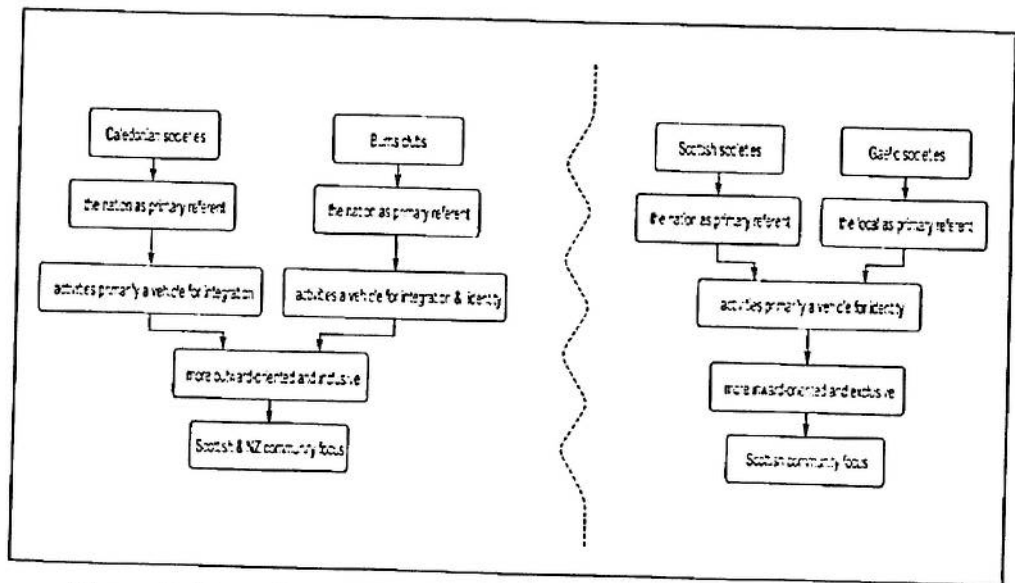 Caledonian societies
Burns clubs
the nation as primary referent
the nation as primary referent
activities primarily a vehicle for integration
activities a vehicle for integration & identity
more outward-oriented and inclusive
Scottish & NZ community focus
Scottish societies
Gaelic societies
the nation as primary referent
the local as primary referent
activities primarily a vehicle for identity
more inward-oriented and exclusive
Scottish community focus